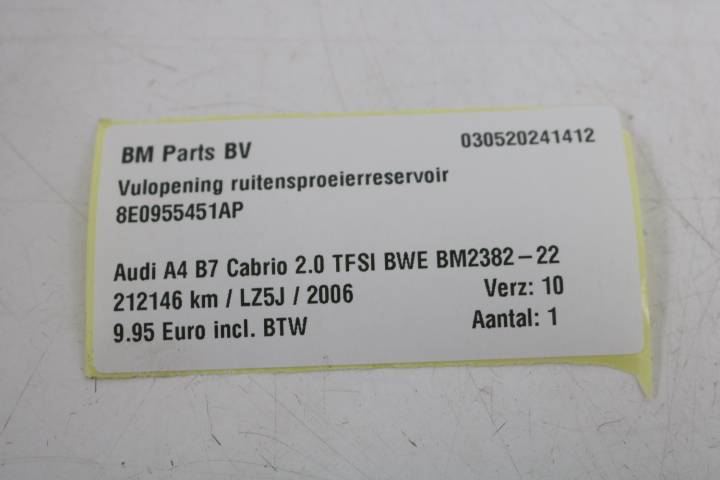 BM Parts BV 030520241412
Vulopening ruitensproeierreservoir
8E0955451AP
Audi A4 B7 Cabrio 2.0 TFSI BWE BM2382-22
212146 km / LZ5J / 2006 Verz: 10
9.95 Euro incl. BTW Aantal: 1